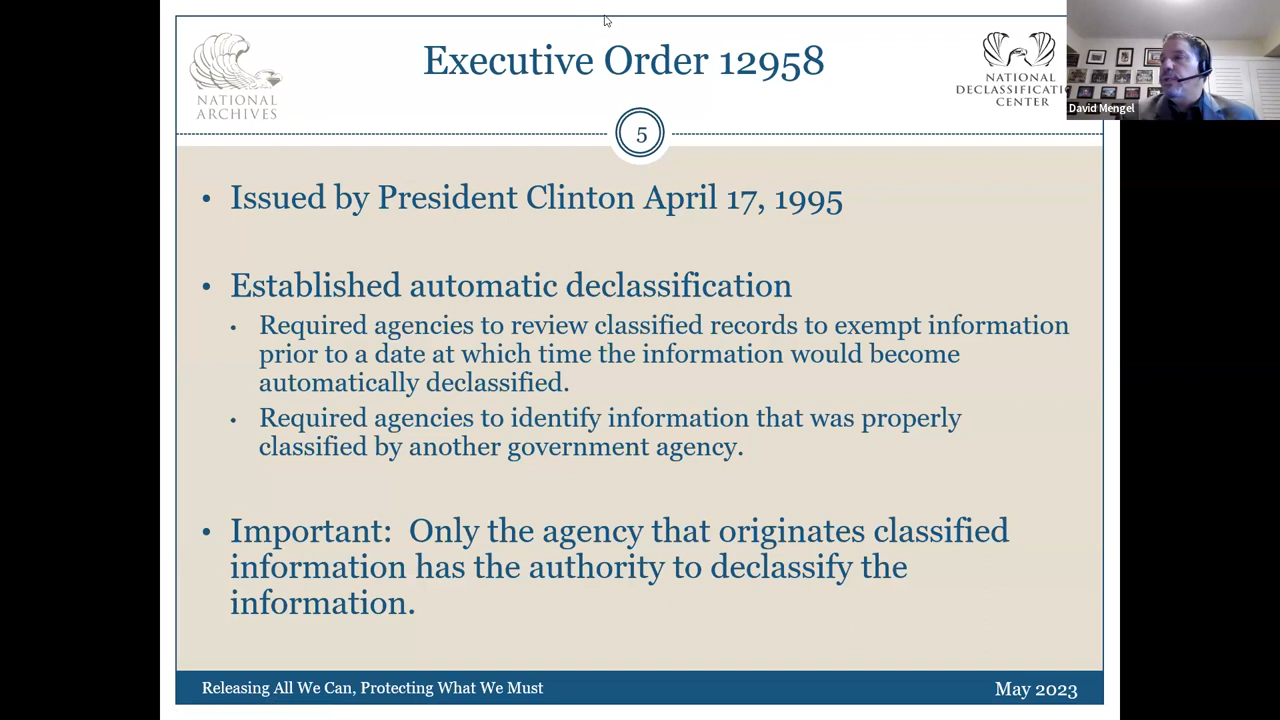 Executive Order 12958
NATIONAL
ARCHIVES
NATIONAL
DECLASSIFICATI
CENTER
David Mengel
5
• Issued by President Clinton April 17, 1995
• Established automatic declassification
• Required agencies to review classified records to exempt information
prior to a date at which time the information would become
automatically declassified.
• Required agencies to identify information that was properly
classified by another government agency.
• Important: Only the agency that originates classified
information has the authority to declassify the
information.
Releasing All We Can, Protecting What We Must
May 2023